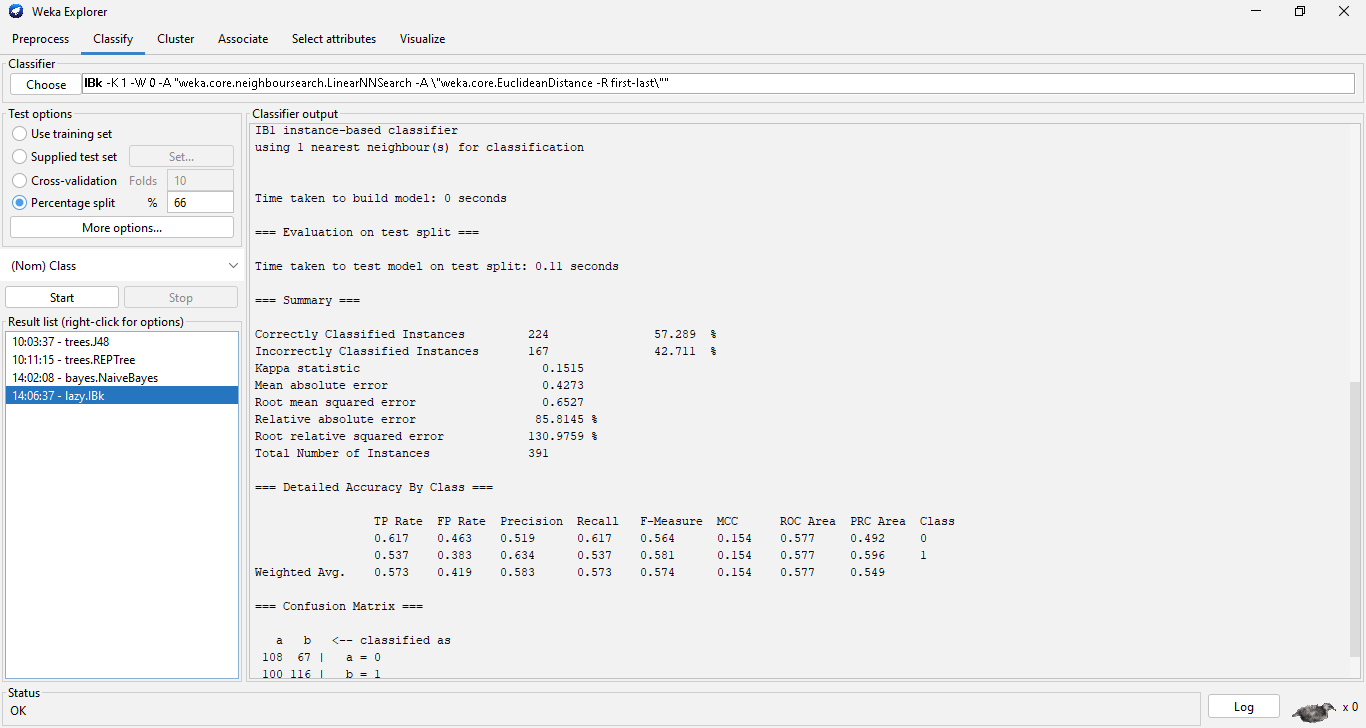 Weka Explorer
Preprocess Classify Cluster Associate Select attributes Visualize
Classifier
Choose IBk -K 1 -W 0 -A "weka.core.neighboursearch.LinearNNSearch -A \"weka.core.EuclideanDistance -R first-last\""
Test options
Use training set
Supplied test set Set...
Cross-validation Folds 10
Percentage split % 66
More options...
(Nom) Class
Start Stop
Result list (right-click for options)
10:03:37 - trees.J48
10:11:15 - trees.REPTree
14:02:08 - bayes.NaiveBayes
14:06:37 - lazy.IBk
Classifier output
IB1 instance-based classifier
using 1 nearest neighbour(s) for classification
Time taken to build model: 0 seconds
=== Evaluation on test split ===
Time taken to test model on test split: 0.11 seconds
=== Summary ===
Correctly Classified Instances 224 57.289 %
Incorrectly Classified Instances 167 42.711 %
Kappa statistic 0.1515
Mean absolute error 0.4273
Root mean squared error 0.6527
Relative absolute error 85.8145 %
Root relative squared error 130.9759 %
Total Number of Instances 391
=== Detailed Accuracy By Class ===
TP Rate FP Rate Precision Recall F-Measure MCC ROC Area PRC Area Class
0.617 0.463 0.519 0.617 0.564 0.154 0.577 0.492 0
0.537 0.383 0.634 0.537 0.581 0.154 0.577 0.596 1
Weighted Avg. 0.573 0.419 0.583 0.573 0.574 0.154 0.577 0.549
=== Confusion Matrix ===
a b <-- classified as
108 67 | a = 0
100 116 | b = 1
Status
OK
Log x 0